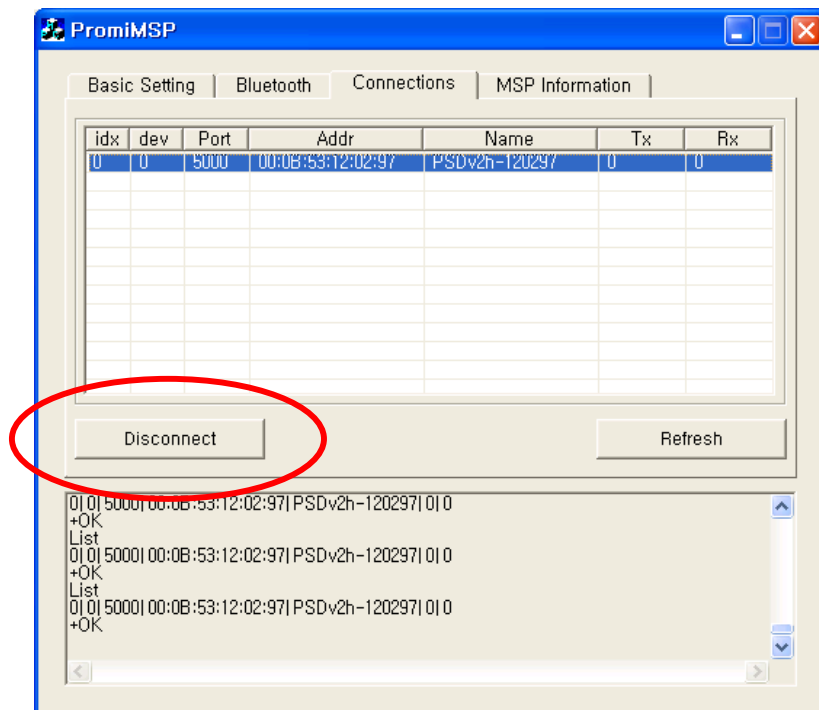 PromiMSP
Basic Setting Bluetooth Connections MSP Information
idx dev Port Addr Name Tx Rx
0 0 5000 00:0B:53:12:02:97 PSDv2h-120297 0 0
Disconnect Refresh
0| 0| 5000| 00:0B:53:12:02:97| PSDv2h-120297| 0| 0
+OK
List
0| 0| 5000| 00:0B:53:12:02:97| PSDv2h-120297| 0| 0
+OK
List
0| 0| 5000| 00:0B:53:12:02:97| PSDv2h-120297| 0| 0
+OK